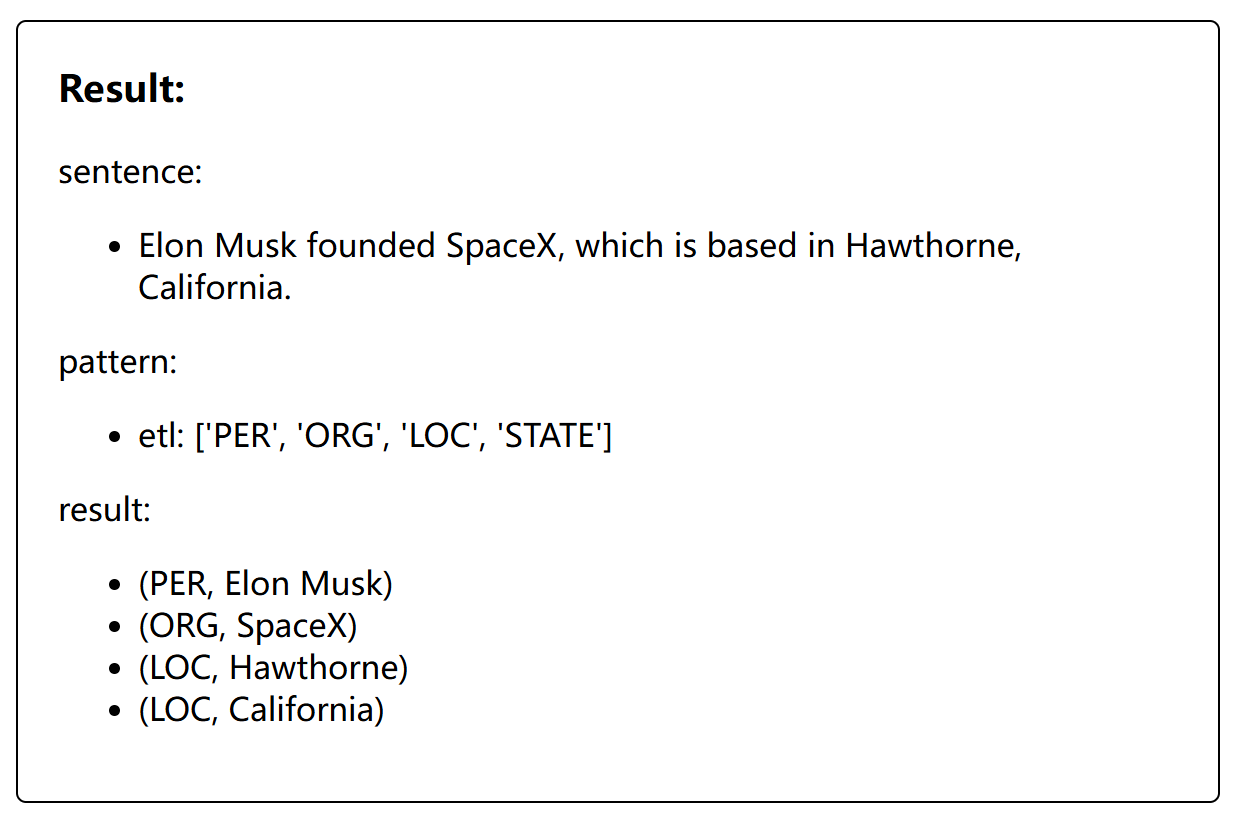 Result:
sentence:
• Elon Musk founded SpaceX, which is based in Hawthorne,
California.
pattern:
• etl: ['PER', 'ORG', 'LOC', 'STATE']
result:
• (PER, Elon Musk)
• (ORG, SpaceX)
• (LOC, Hawthorne)
• (LOC, California)